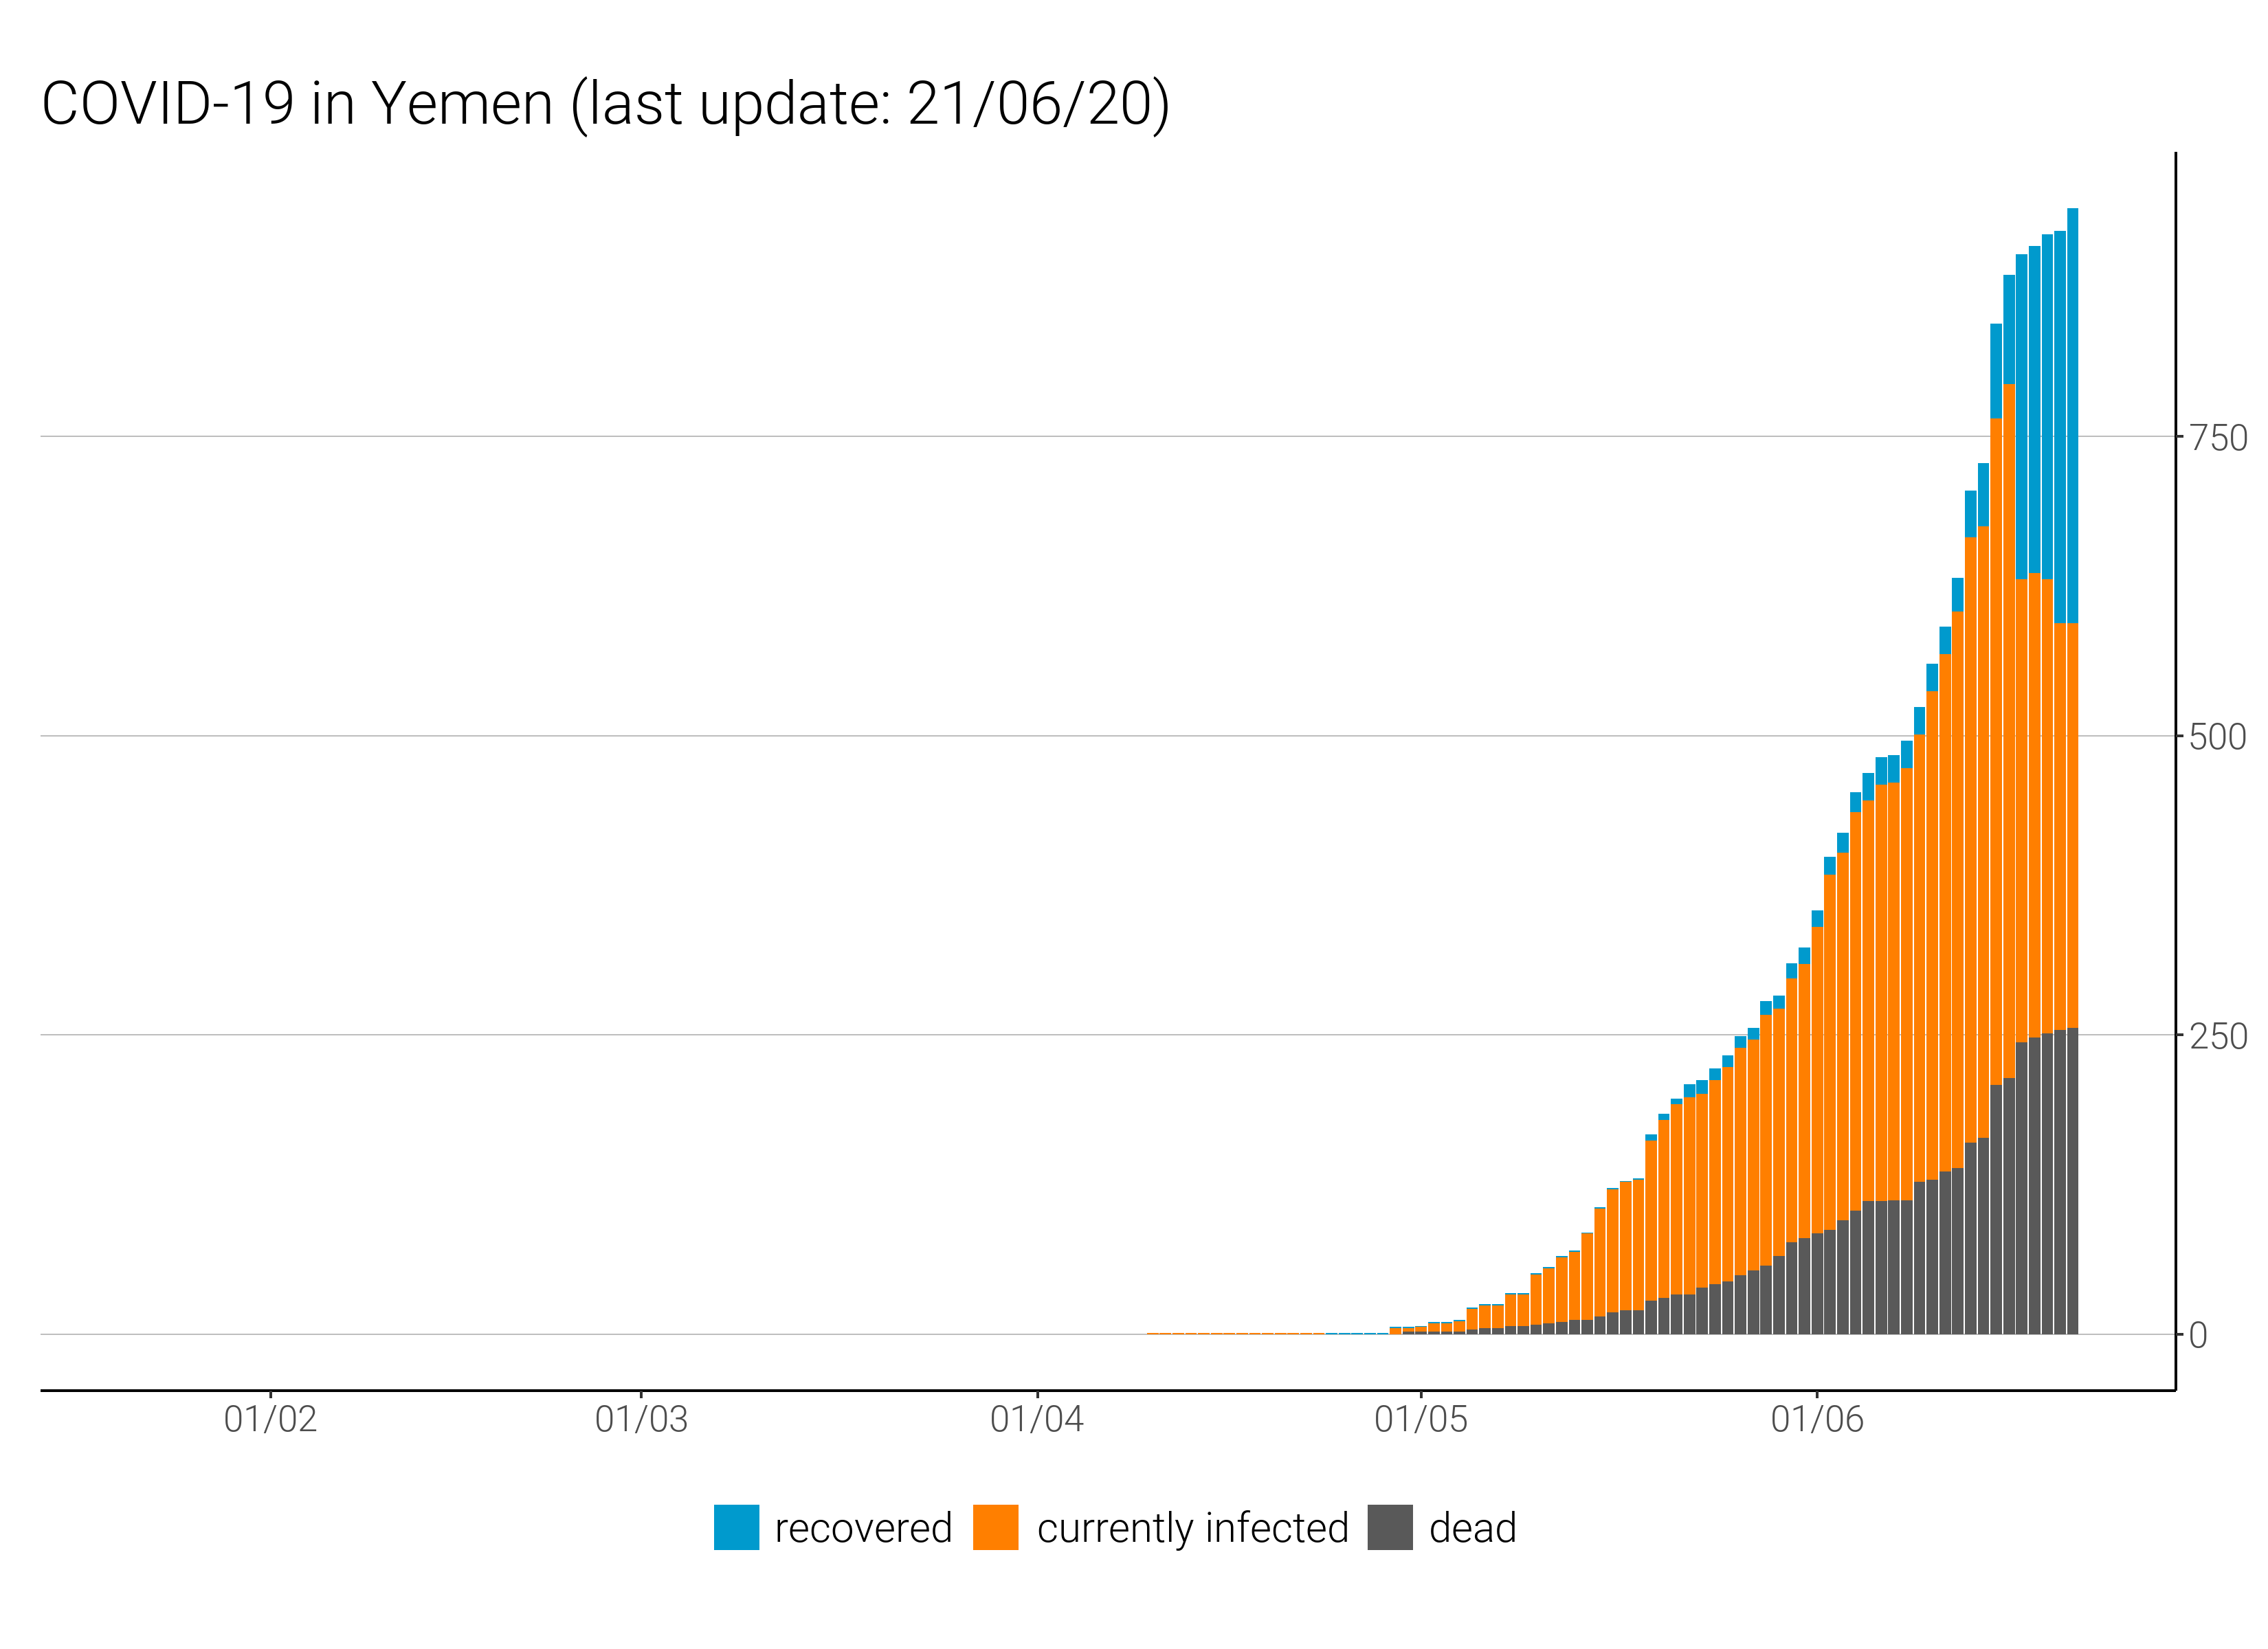 COVID-19 in Yemen (last update: 21/06/20)
750
500
250
0
01/02 01/03 01/04 01/05 01/06
recovered currently infected dead